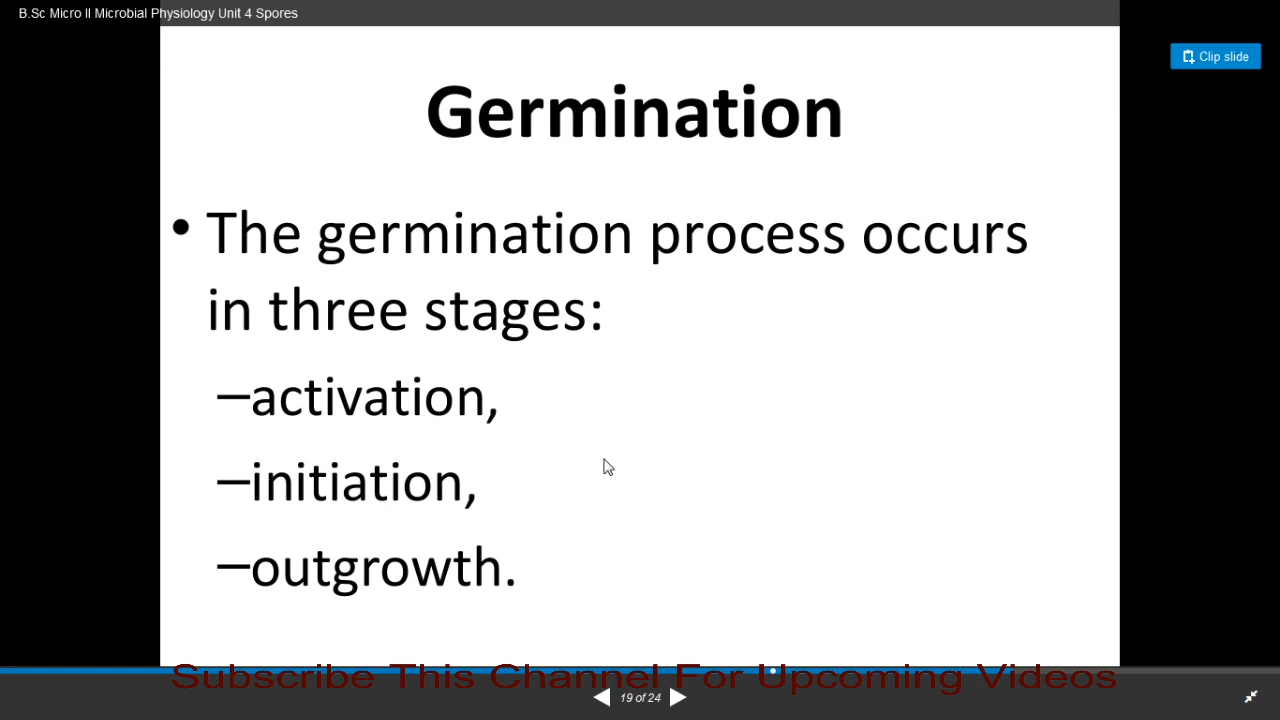 B.Sc Micro II Microbial Physiology Unit 4 Spores
Clip slide
Germination
• The germination process occurs
in three stages:
–activation,
–initiation,
–outgrowth.
Subscribe This Channel For Upcoming Videos
19 of 24